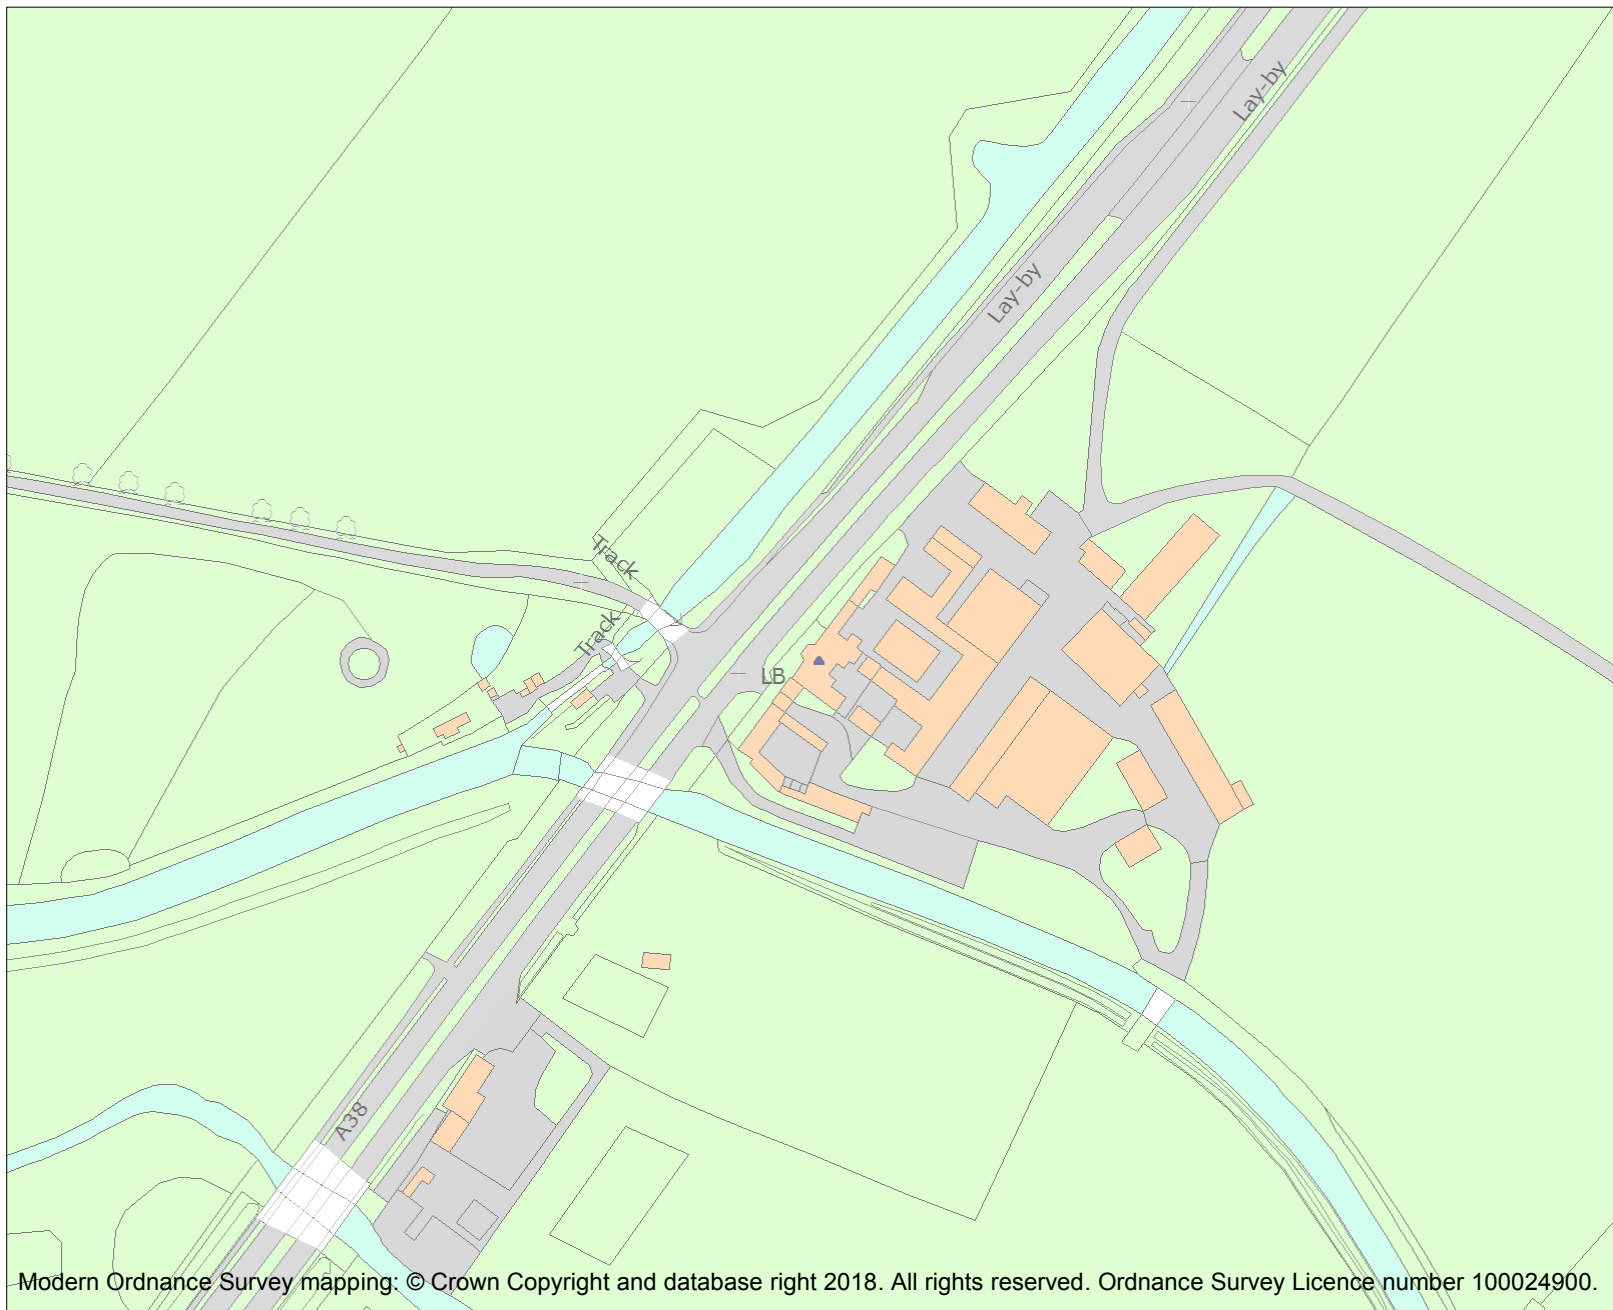 Lay-by
Lay-by
Track
Track
LB
A38
Modern Ordnance Survey mapping: © Crown Copyright and database right 2018. All rights reserved. Ordnance Survey Licence number 100024900.